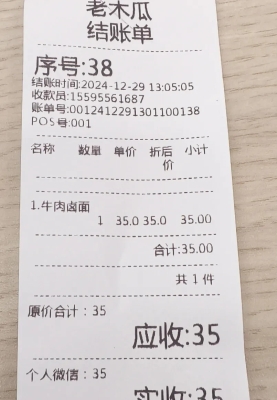 老木瓜
结账单
序号:38
结账时间:2024-12-29 13:05:05
收款员:15595561687
账单号:0012412291301100138
POS号:001
名称 数量 单价 折后价 小计
1.牛肉卤面
1 35.0 35.0 35.00
合计:35.00
共 1 件
原价合计：35
应收:35
个人微信：35
实收:35